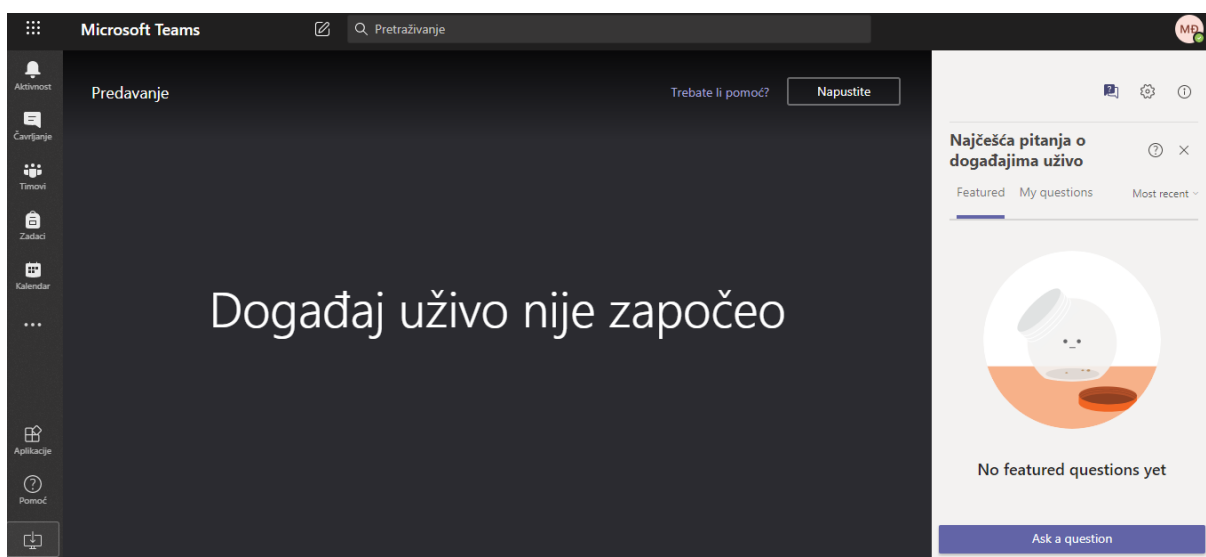 Microsoft Teams
Pretraživanje
MĐ
Aktivnost
Čavrljanje
Timovi
Zadaci
Kalendar
Aplikacije
Pomoć
Predavanje
Trebate li pomoć?
Napustite
Događaj uživo nije započeo
Najčešća pitanja o
događajima uživo
Featured My questions Most recent
No featured questions yet
Ask a question